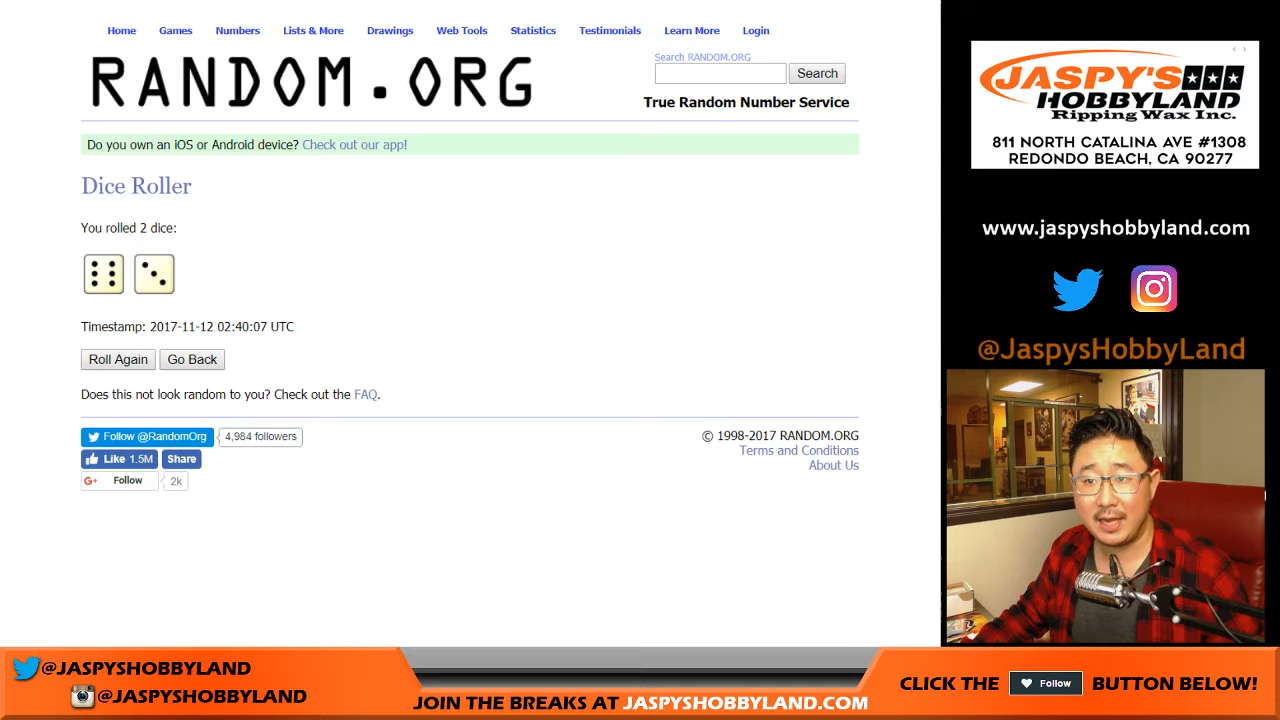 Home Games Numbers Lists & More Drawings Web Tools Statistics Testimonials Learn More Login
RANDOM.ORG
Search RANDOM.ORG
Search
True Random Number Service
Do you own an iOS or Android device? Check out our app!
Dice Roller
You rolled 2 dice:
Timestamp: 2017-11-12 02:40:07 UTC
Roll Again Go Back
Does this not look random to you? Check out the FAQ.
Follow @RandomOrg 4,984 followers
Like 1.5M Share
G+ Follow 2k
© 1998-2017 RANDOM.ORG
Terms and Conditions
About Us
JASPY'S
HOBBYLAND
Ripping Wax Inc.
811 NORTH CATALINA AVE #1308
REDONDO BEACH, CA 90277
www.jaspyshobbyland.com
@JaspysHobbyLand
@JASPYSHOBBYLAND
@JASPYSHOBBYLAND
JOIN THE BREAKS AT JASPYSHOBBYLAND.COM
CLICK THE Follow BUTTON BELOW!